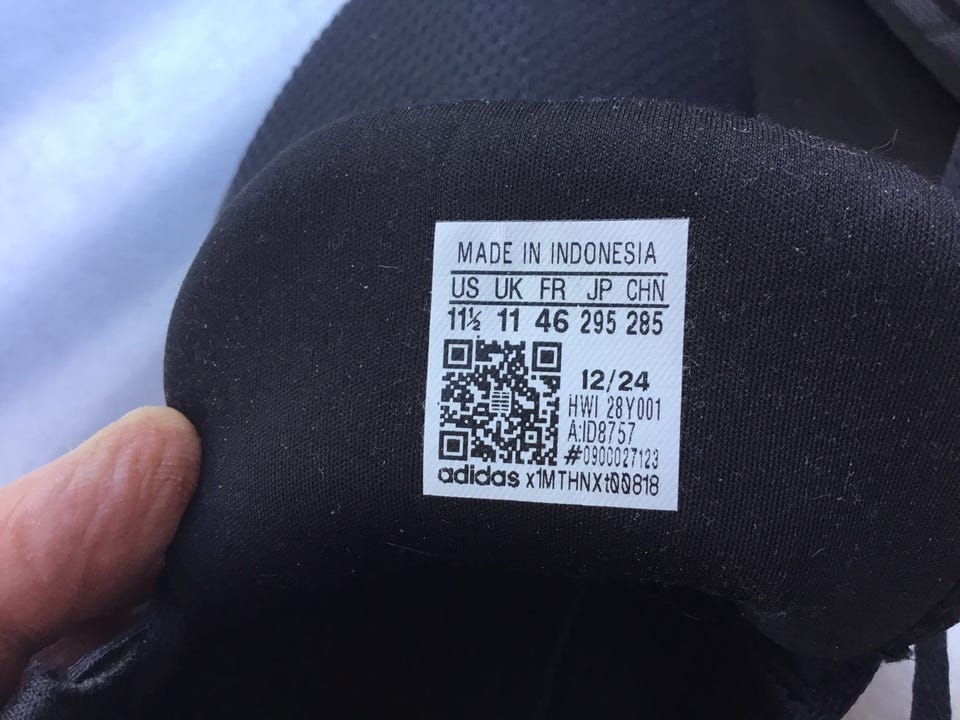 MADE IN INDONESIA
US UK FR JP CHN
11½ 11 46 295 285
12/24
HWI 28Y001
A:ID8757
#0900027123
adidas x1MTHNXt00818